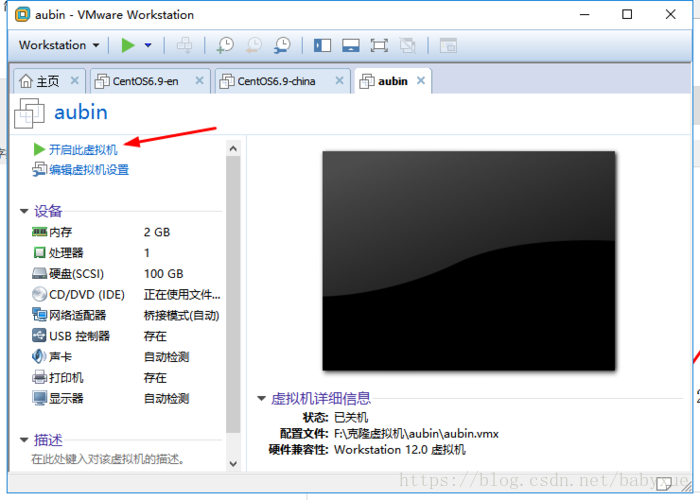 aubin - VMware Workstation
Workstation
主页
CentOS6.9-en
CentOS6.9-china
aubin
aubin
开启此虚拟机
编辑虚拟机设置
设备
内存 2 GB
处理器 1
硬盘(SCSI) 100 GB
CD/DVD (IDE) 正在使用文件...
网络适配器 桥接模式(自动)
USB 控制器 存在
声卡 自动检测
打印机 存在
显示器 自动检测
描述
在此处键入对该虚拟机的描述。
虚拟机详细信息
状态: 已关机
配置文件: F:\克隆虚拟机\aubin\aubin.vmx
硬件兼容性: Workstation 12.0 虚拟机
https://blog.csdn.net/babyxue